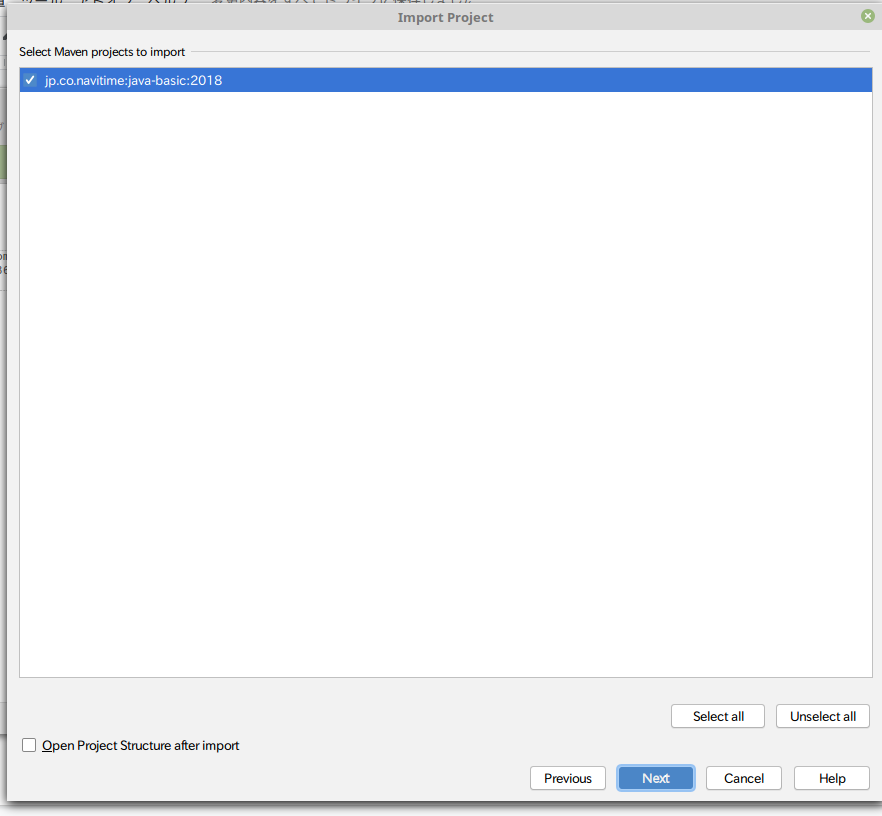 Import Project
Select Maven projects to import
jp.co.navitime:java-basic:2018
Select all
Unselect all
Open Project Structure after import
Previous
Next
Cancel
Help